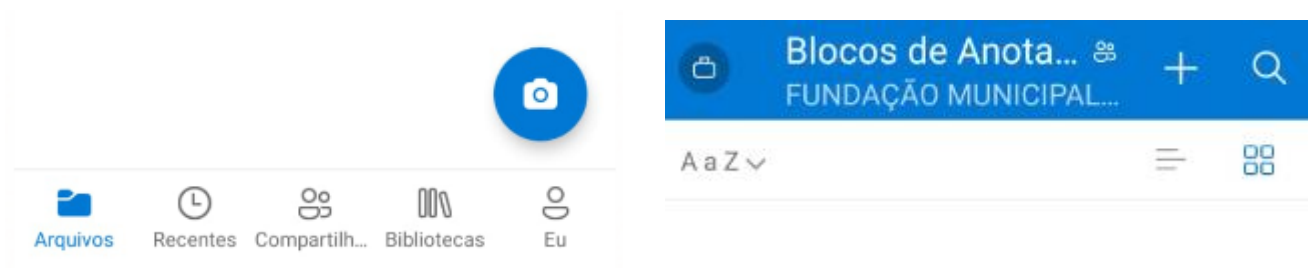 Arquivos
Recentes
Compartilh...
Bibliotecas
Eu
Blocos de Anota...
FUNDAÇÃO MUNICIPAL...
A a Z